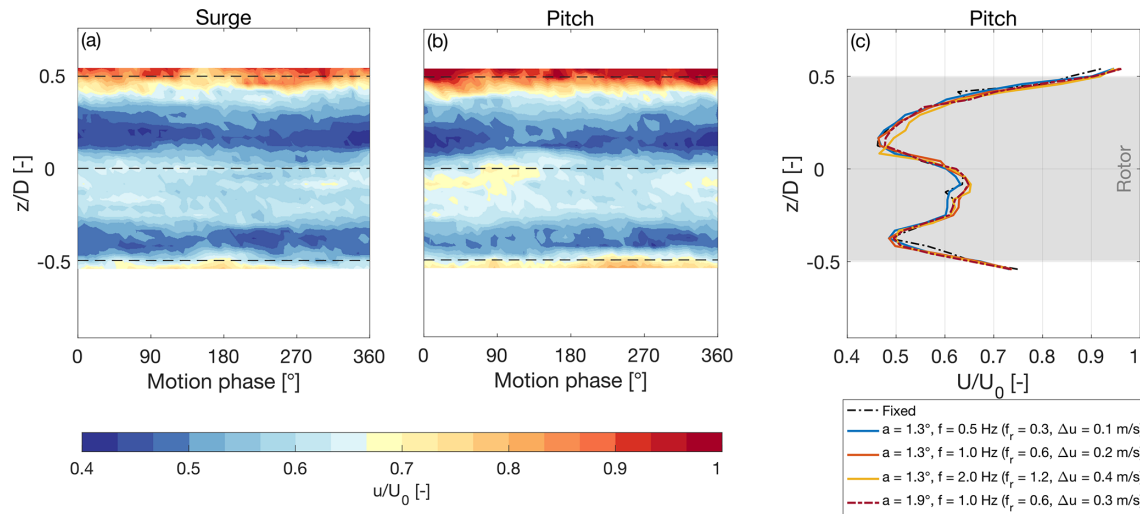 Surge
Pitch
Pitch
(a)
(b)
(c)
z/D [-]
0.5
0
-0.5
0
90
180
270
360
Motion phase [°]
0
90
180
270
360
Motion phase [°]
z/D [-]
0.5
0
-0.5
Rotor
0.4
0.5
0.6
0.7
0.8
0.9
1
U/U0 [-]
0.4
0.5
0.6
0.7
0.8
0.9
1
u/U0 [-]
Fixed
a = 1.3°, f = 0.5 Hz (fr = 0.3, Δu = 0.1 m/s
a = 1.3°, f = 1.0 Hz (fr = 0.6, Δu = 0.2 m/s
a = 1.3°, f = 2.0 Hz (fr = 1.2, Δu = 0.4 m/s
a = 1.9°, f = 1.0 Hz (fr = 0.6, Δu = 0.3 m/s